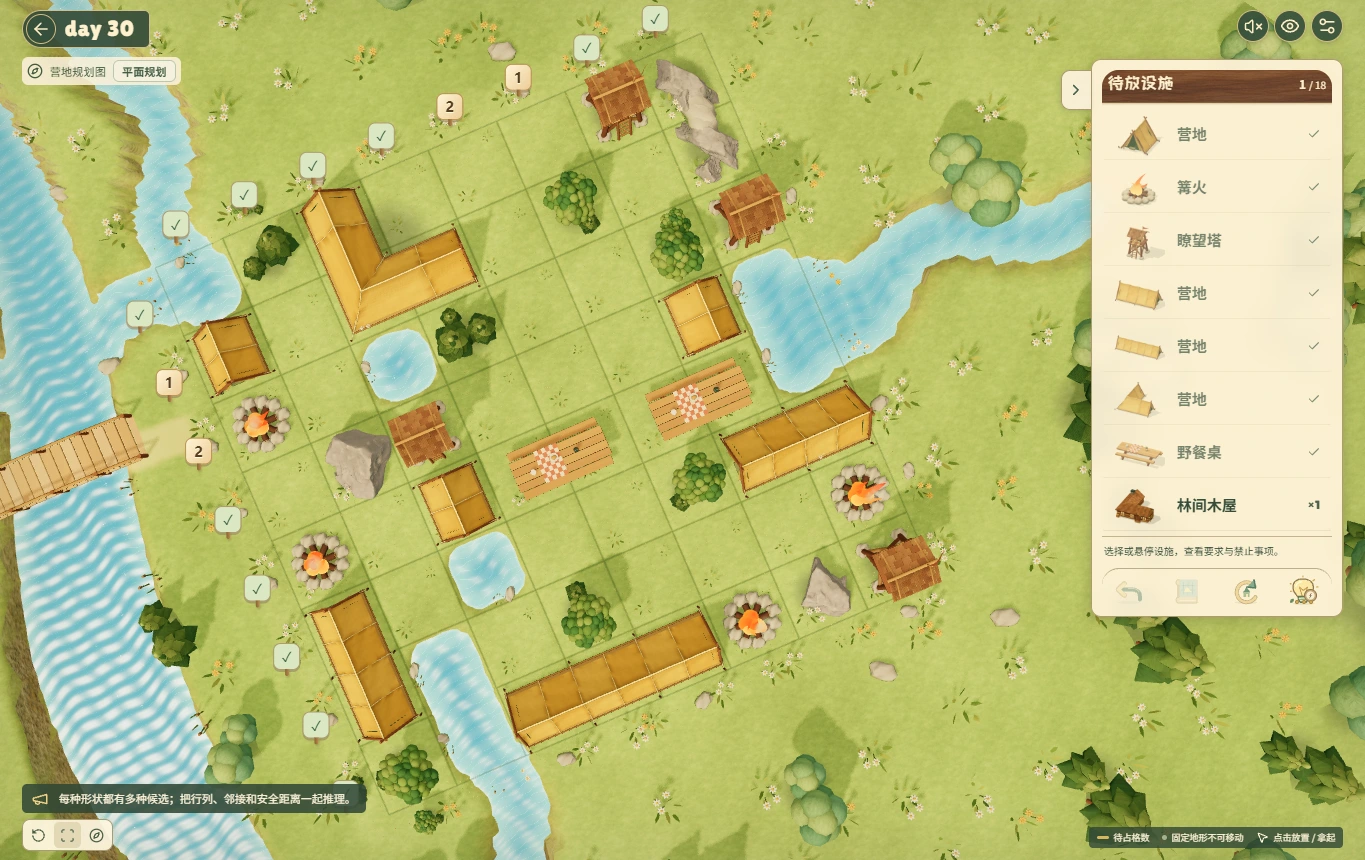 day 30
营地规划图 平面规划
1
2
1
2
待放设施 1 / 18
营地
篝火
瞭望塔
营地
营地
营地
野餐桌
林间木屋 ×1
选择或悬停设施，查看要求与禁止事项。
每种形状都有多种候选；把行列、邻接和安全距离一起推理。
待占格数 固定地形不可移动 点击放置 / 拿起